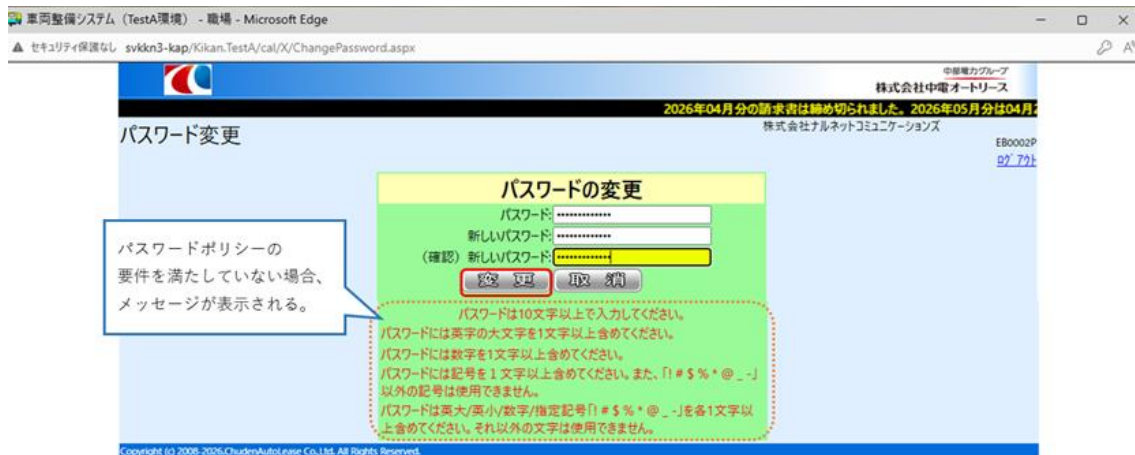 車両整備システム（TestA環境） - 職場 - Microsoft Edge
セキュリティ保護なし svkkn3-kap/Kikan.TestA/cal/X/ChangePassword.aspx
中部電力グループ
株式会社中電オートリース
2026年04月分の請求書は締め切られました。2026年05月分は04月2
パスワード変更
株式会社ナルネットコミュニケーションズ
EB0002P
ﾛｸﾞｱｳﾄ
パスワードの変更
パスワード:
新しいパスワード:
（確認）新しいパスワード:
変 更 取 消
パスワードポリシーの
要件を満たしていない場合、
メッセージが表示される。
パスワードは10文字以上で入力してください。
パスワードには英字の大文字を1文字以上含めてください。
パスワードには数字を1文字以上含めてください。
パスワードには記号を１文字以上含めてください。また、「! # $ % * @ _ -」
以外の記号は使用できません。
パスワードは英大/英小/数字/指定記号「! # $ % * @ _ -」を各1文字以
上含めてください。それ以外の文字は使用できません。
Copyright (c) 2008-2026.ChudenAutoLease Co.,Ltd. All Rights Reserved.